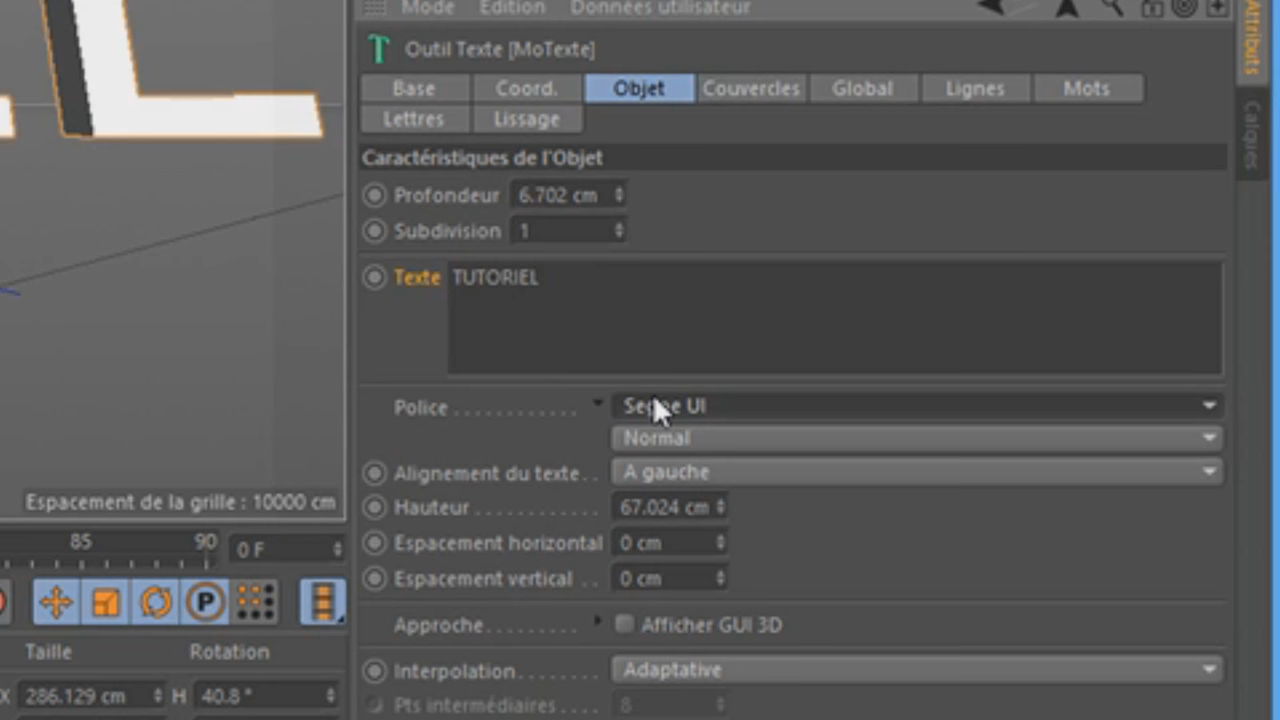 Mode Edition Données utilisateur
Attributs
Calques
Outil Texte [MoTexte]
Base Coord. Objet Couvercles Global Lignes Mots
Lettres Lissage
Caractéristiques de l'Objet
Profondeur 6.702 cm
Subdivision 1
Texte TUTORIEL
Police Segoe UI
Normal
Alignement du texte A gauche
Hauteur 67.024 cm
Espacement horizontal 0 cm
Espacement vertical 0 cm
Approche Afficher GUI 3D
Interpolation Adaptative
Pts intermédiaires 8
Espacement de la grille : 10000 cm
85 90 0 F
P
Taille Rotation
X 286.129 cm H 40.8 °